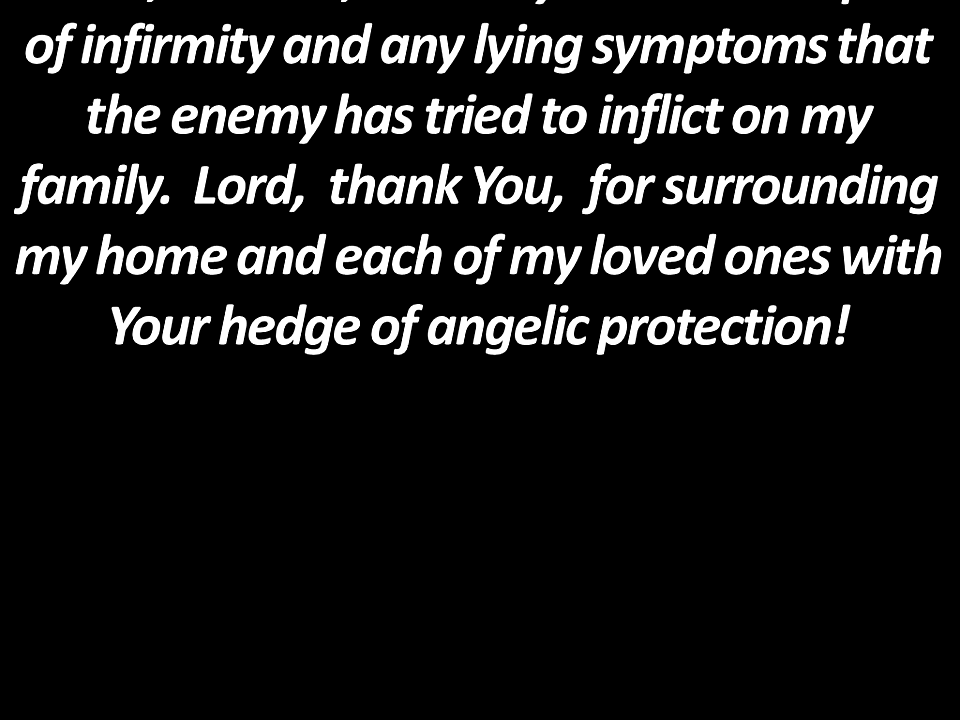 of infirmity and any lying symptoms that
the enemy has tried to inflict on my
family. Lord, thank You, for surrounding
my home and each of my loved ones with
Your hedge of angelic protection!